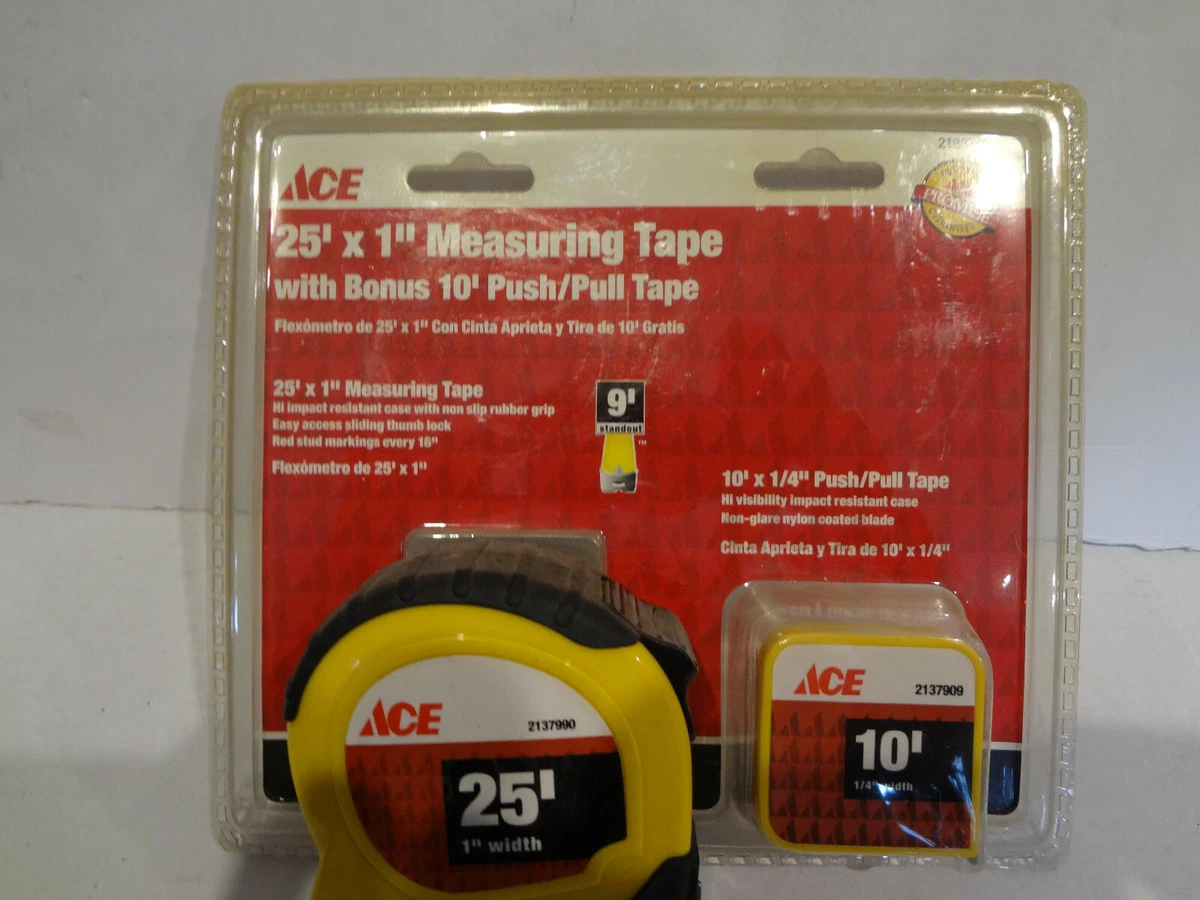 ACE
25' x 1" Measuring Tape
with Bonus 10' Push/Pull Tape
Flexómetro de 25' x 1" Con Cinta Aprieta y Tira de 10' Gratis
25' x 1" Measuring Tape
Hi impact resistant case with non slip rubber grip
Easy access sliding thumb lock
Red stud markings every 16"
Flexómetro de 25' x 1"
9'
standout
TM
10' x 1/4" Push/Pull Tape
Hi visibility impact resistant case
Non-glare nylon coated blade
Cinta Aprieta y Tira de 10' x 1/4"
ACE
2137990
25'
1" width
ACE
2137909
10'
1/4" width